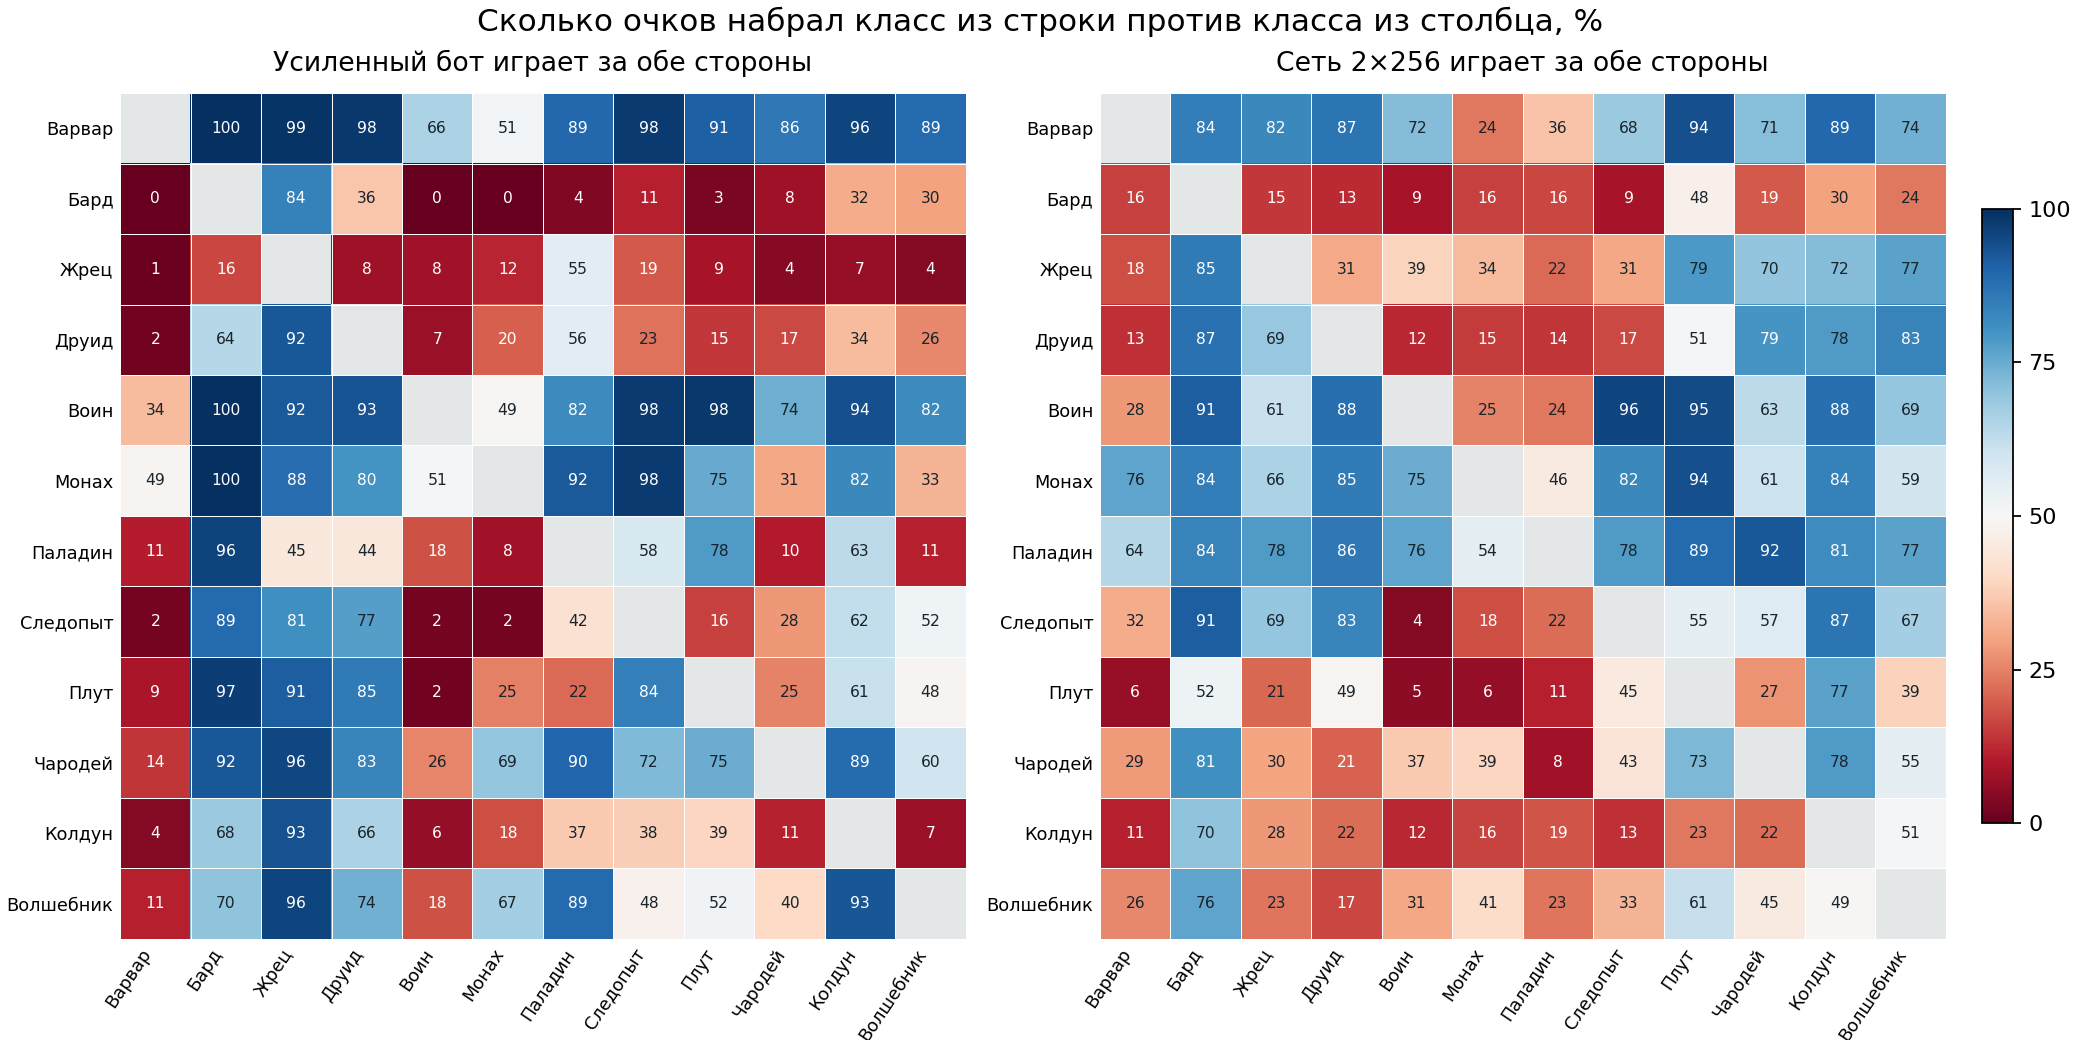 Сколько очков набрал класс из строки против класса из столбца, %
Усиленный бот играет за обе стороны
Варвар 100 99 98 66 51 89 98 91 86 96 89
Бард 0 84 36 0 0 4 11 3 8 32 30
Жрец 1 16 8 8 12 55 19 9 4 7 4
Друид 2 64 92 7 20 56 23 15 17 34 26
Воин 34 100 92 93 49 82 98 98 74 94 82
Монах 49 100 88 80 51 92 98 75 31 82 33
Паладин 11 96 45 44 18 8 58 78 10 63 11
Следопыт 2 89 81 77 2 2 42 16 28 62 52
Плут 9 97 91 85 2 25 22 84 25 61 48
Чародей 14 92 96 83 26 69 90 72 75 89 60
Колдун 4 68 93 66 6 18 37 38 39 11 7
Волшебник 11 70 96 74 18 67 89 48 52 40 93
Варвар Бард Жрец Друид Воин Монах Паладин Следопыт Плут Чародей Колдун Волшебник
Сеть 2×256 играет за обе стороны
Варвар 84 82 87 72 24 36 68 94 71 89 74
Бард 16 15 13 9 16 16 9 48 19 30 24
Жрец 18 85 31 39 34 22 31 79 70 72 77
Друид 13 87 69 12 15 14 17 51 79 78 83
Воин 28 91 61 88 25 24 96 95 63 88 69
Монах 76 84 66 85 75 46 82 94 61 84 59
Паладин 64 84 78 86 76 54 78 89 92 81 77
Следопыт 32 91 69 83 4 18 22 55 57 87 67
Плут 6 52 21 49 5 6 11 45 27 77 39
Чародей 29 81 30 21 37 39 8 43 73 78 55
Колдун 11 70 28 22 12 16 19 13 23 22 51
Волшебник 26 76 23 17 31 41 23 33 61 45 49
Варвар Бард Жрец Друид Воин Монах Паладин Следопыт Плут Чародей Колдун Волшебник
100
75
50
25
0